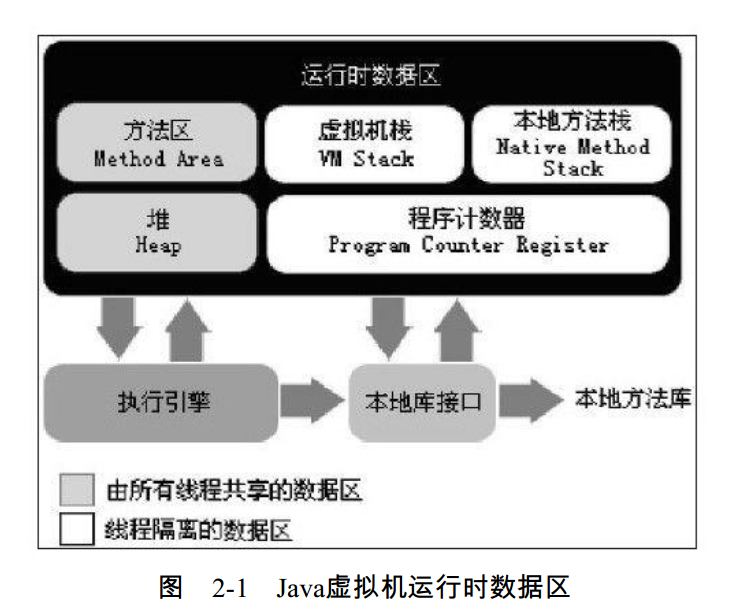 运行时数据区
方法区
Method Area
虚拟机栈
VM Stack
本地方法栈
Native Method
Stack
堆
Heap
程序计数器
Program Counter Register
执行引擎
本地库接口
本地方法库
由所有线程共享的数据区
线程隔离的数据区
图 2-1 Java虚拟机运行时数据区